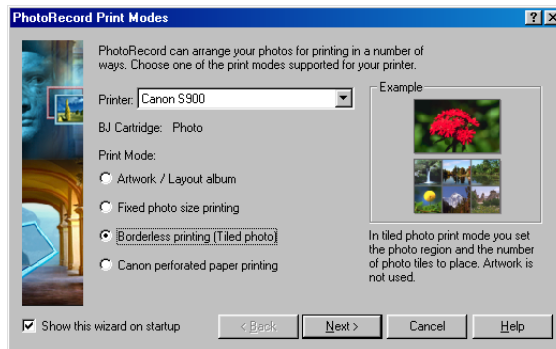 PhotoRecord Print Modes
PhotoRecord can arrange your photos for printing in a number of
ways. Choose one of the print modes supported for your printer.
Printer: Canon S900
BJ Cartridge: Photo
Print Mode:
Artwork / Layout album
Fixed photo size printing
Borderless printing (Tiled photo)
Canon perforated paper printing
Example
In tiled photo print mode you set
the photo region and the number
of photo tiles to place. Artwork is
not used.
Show this wizard on startup
< Back
Next >
Cancel
Help